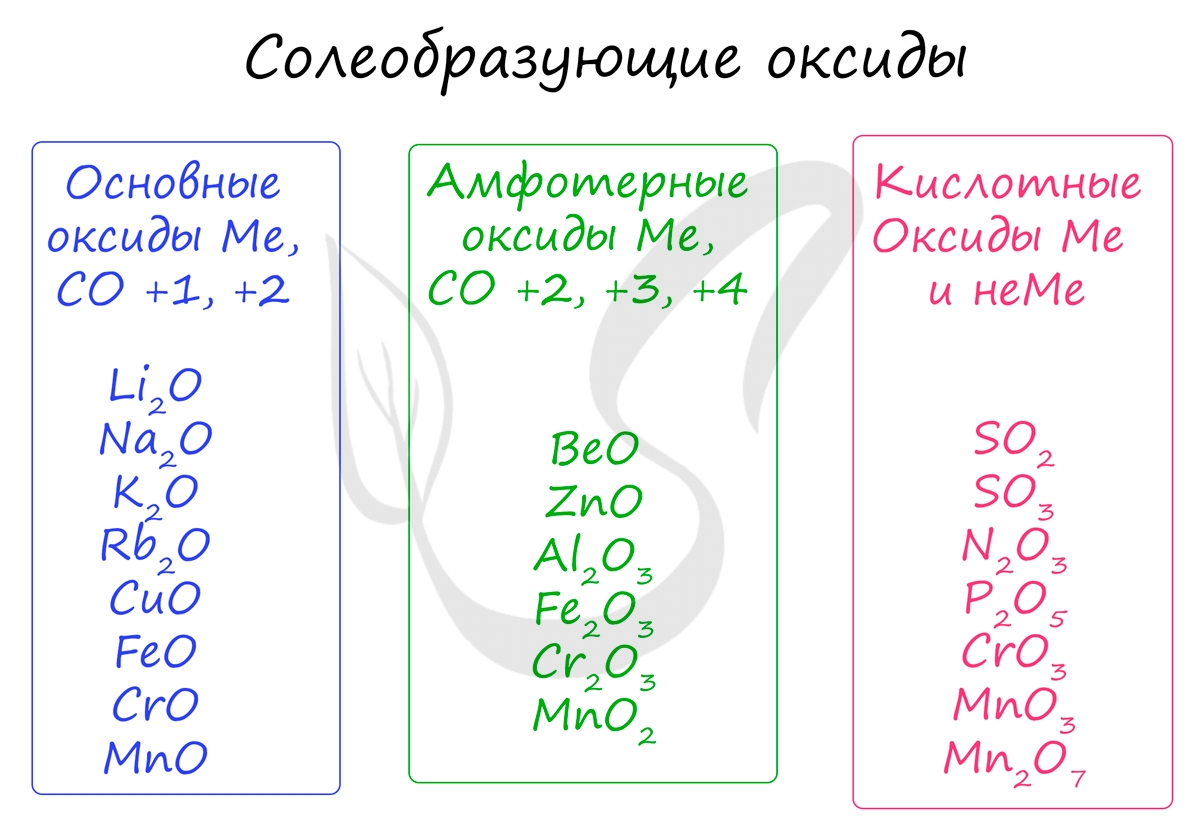 Солеобразующие оксиды
Основные
оксиды Ме,
СО +1, +2
Li₂O
Na₂O
K₂O
Rb₂O
CuO
FeO
CrO
MnO
Амфотерные
оксиды Ме,
СО +2, +3, +4
BeO
ZnO
Al₂O₃
Fe₂O₃
Cr₂O₃
MnO₂
Кислотные
Оксиды Ме
и неМе
SO₂
SO₃
N₂O₃
P₂O₅
CrO₃
MnO₃
Mn₂O₇